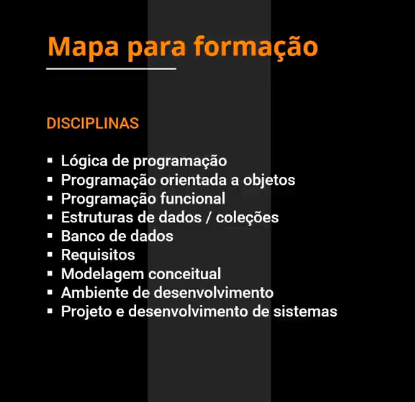 Mapa para formação
DISCIPLINAS
▪ Lógica de programação
▪ Programação orientada a objetos
▪ Programação funcional
▪ Estruturas de dados / coleções
▪ Banco de dados
▪ Requisitos
▪ Modelagem conceitual
▪ Ambiente de desenvolvimento
▪ Projeto e desenvolvimento de sistemas